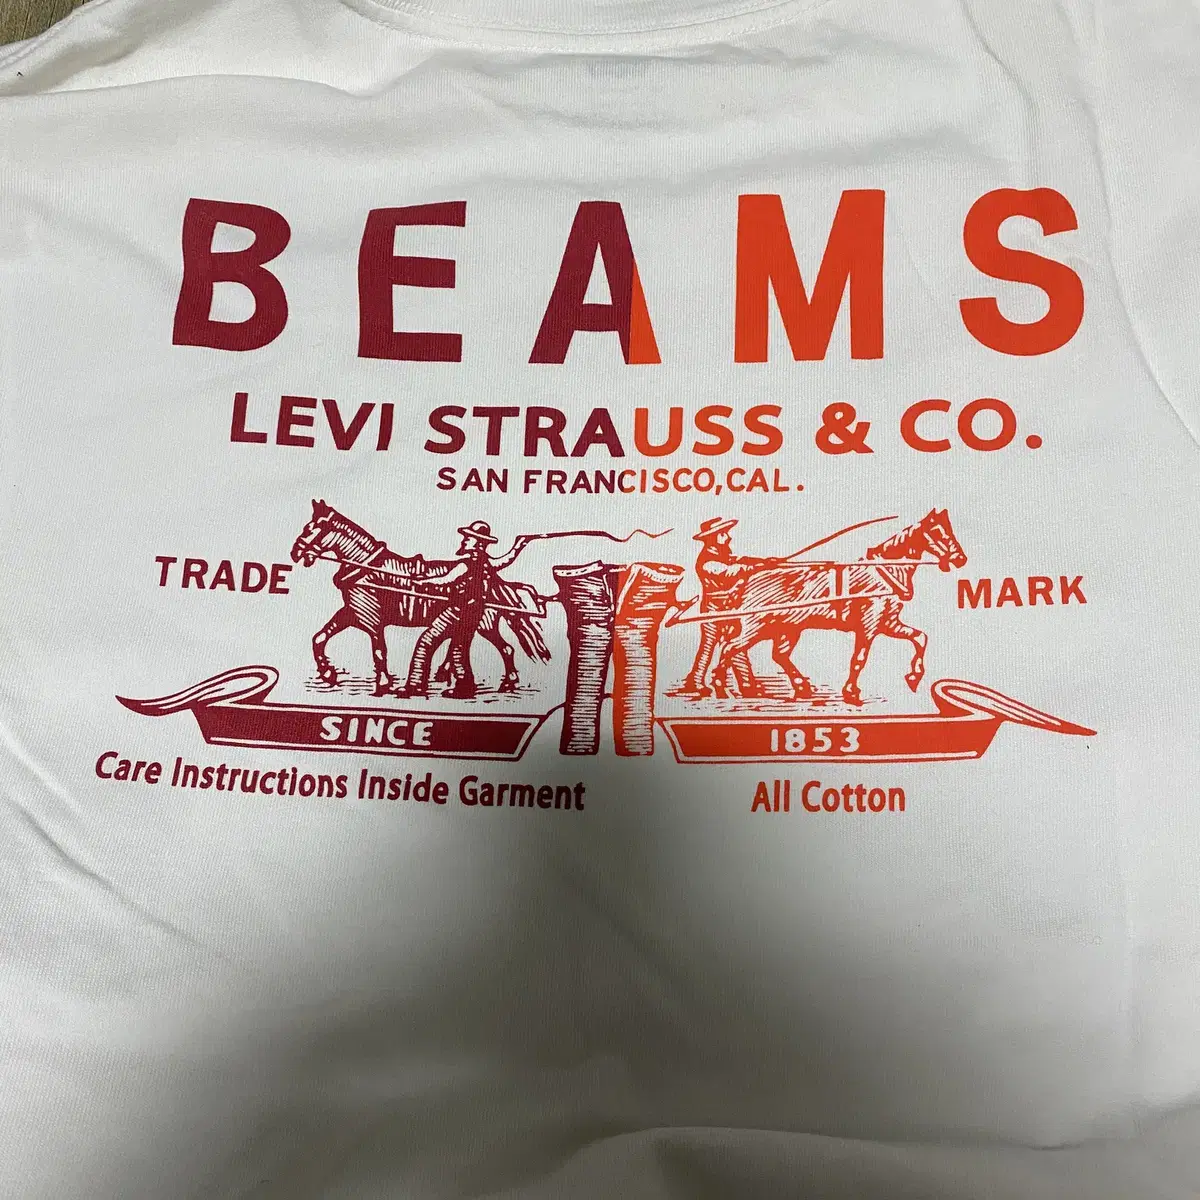 BEAMS
LEVI STRAUSS & CO.
SAN FRANCISCO, CAL.
TRADE MARK
SINCE 1853
Care Instructions Inside Garment All Cotton